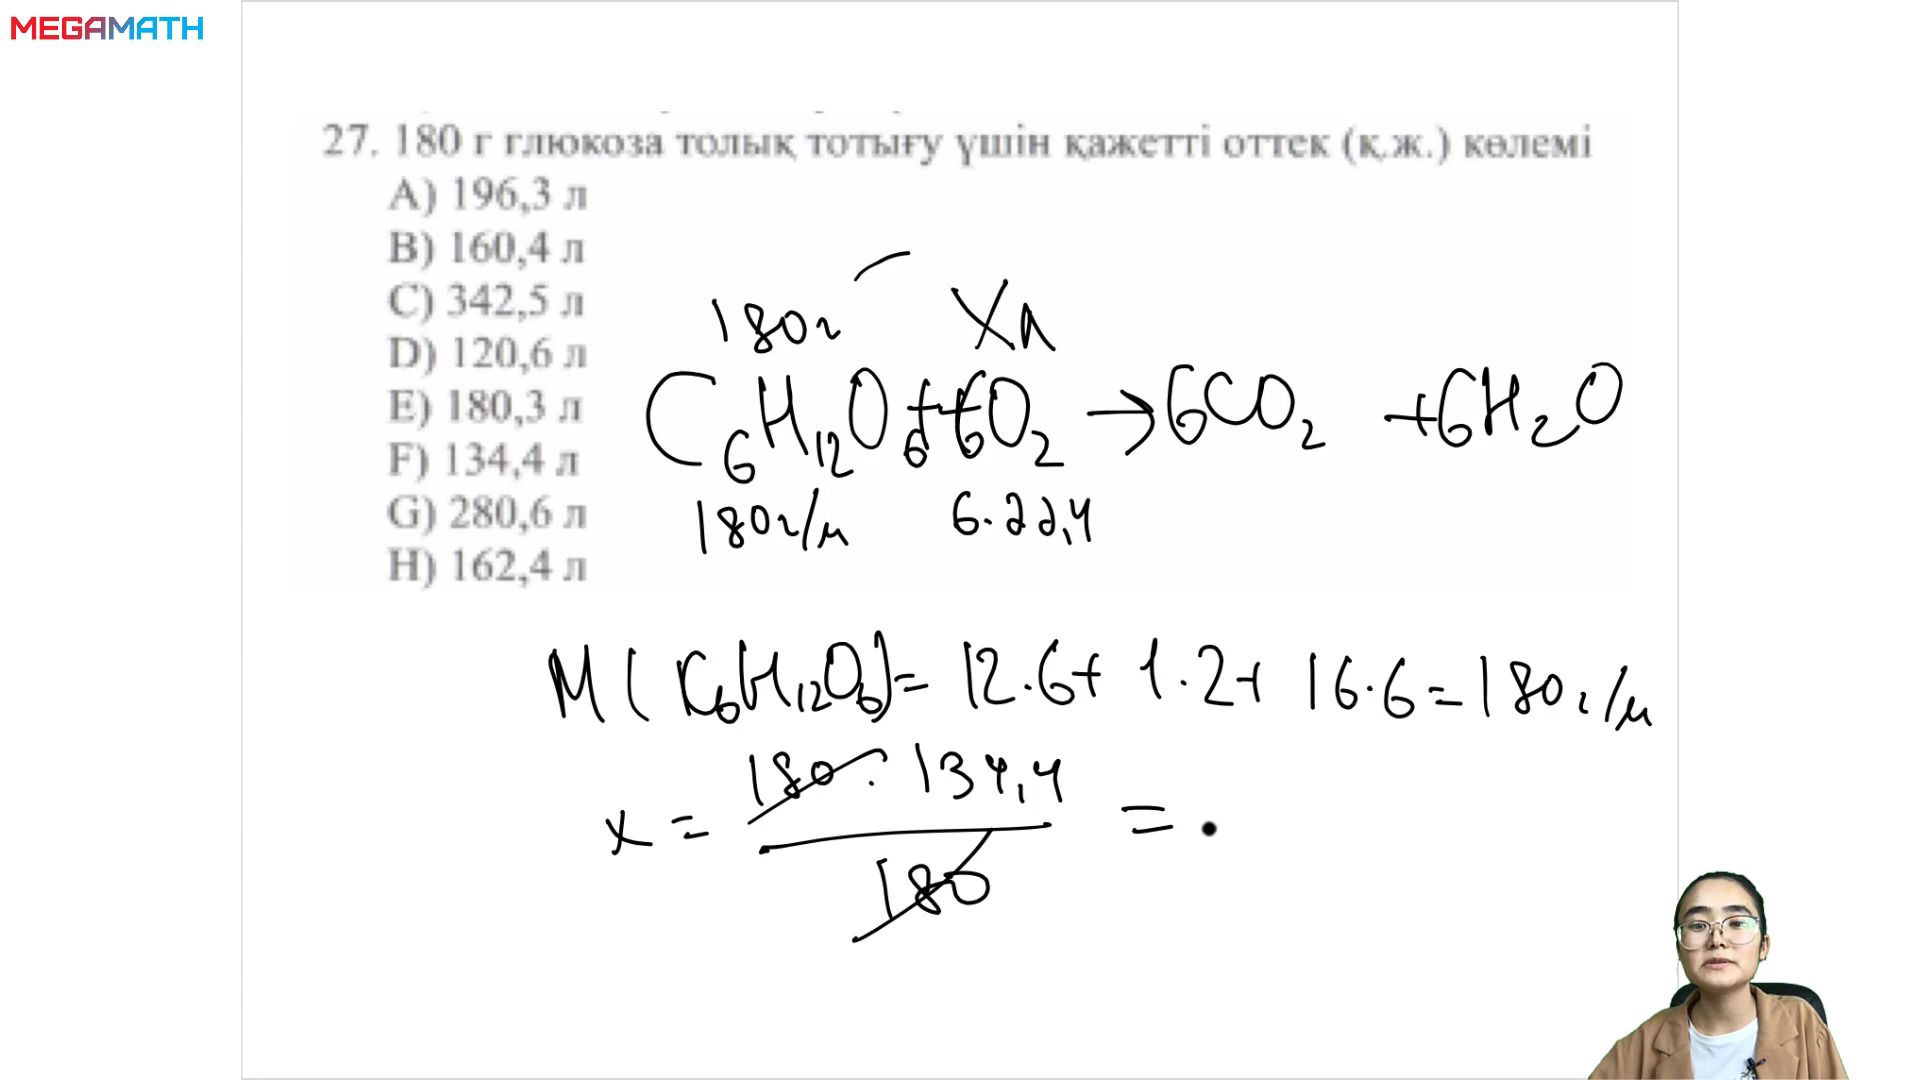 MEGAMATH
27. 180 г глюкоза толық тотығу үшін қажетті оттек (қ.ж.) көлемі
A) 196,3 л
B) 160,4 л
C) 342,5 л
D) 120,6 л
E) 180,3 л
F) 134,4 л
G) 280,6 л
H) 162,4 л
180г Xл
C6H12O6 + 6O2 → 6CO2 + 6H2O
180г/м 6·22,4
M(C6H12O6) = 12·6 + 1·2 + 16·6 = 180г/м
x = 180·134,4 / 180 =